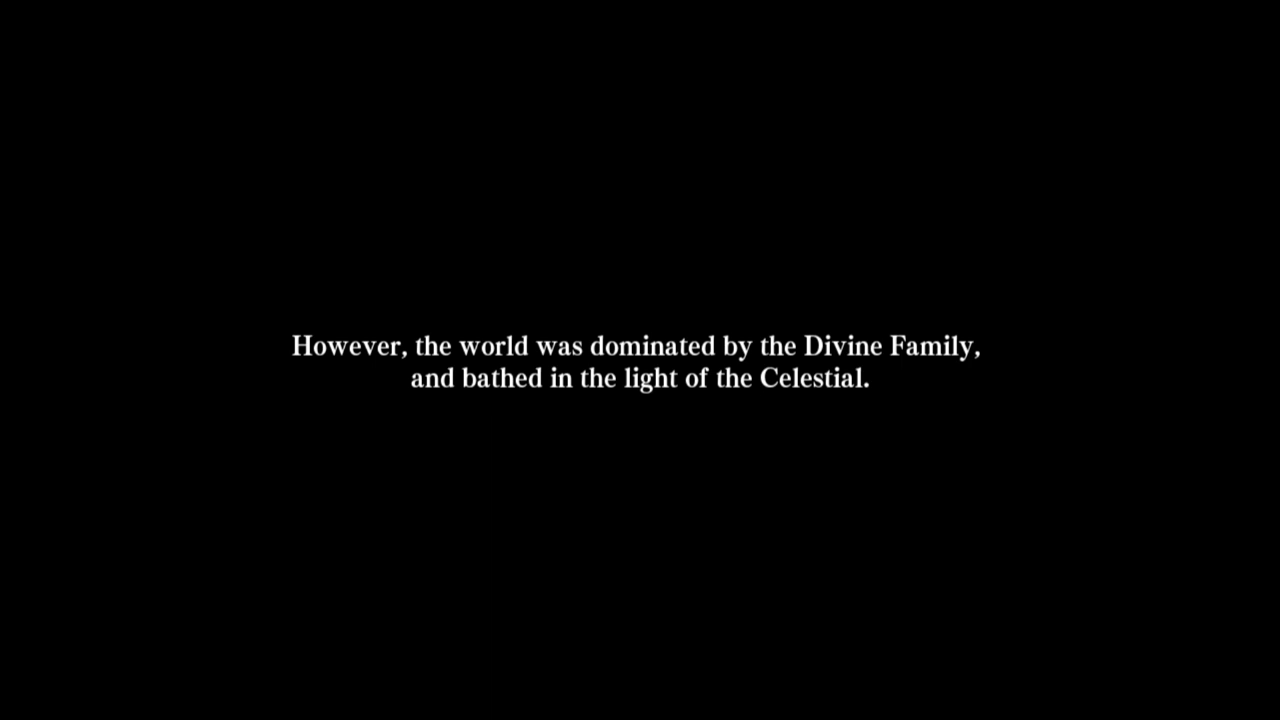 However, the world was dominated by the Divine Family,
and bathed in the light of the Celestial.